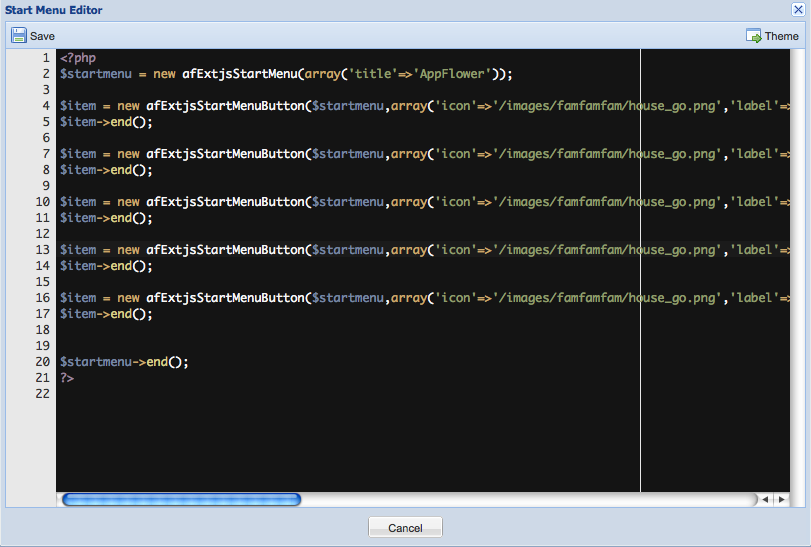 Start Menu Editor
Save
Theme
1 <?php
2 $startmenu = new afExtjsStartMenu(array('title'=>'AppFlower'));
3
4 $item = new afExtjsStartMenuButton($startmenu,array('icon'=>'/images/famfamfam/house_go.png','label'=>
5 $item->end();
6
7 $item = new afExtjsStartMenuButton($startmenu,array('icon'=>'/images/famfamfam/house_go.png','label'=>
8 $item->end();
9
10 $item = new afExtjsStartMenuButton($startmenu,array('icon'=>'/images/famfamfam/house_go.png','label'=>
11 $item->end();
12
13 $item = new afExtjsStartMenuButton($startmenu,array('icon'=>'/images/famfamfam/house_go.png','label'=>
14 $item->end();
15
16 $item = new afExtjsStartMenuButton($startmenu,array('icon'=>'/images/famfamfam/house_go.png','label'=>
17 $item->end();
18
19
20 $startmenu->end();
21 ?>
22
Cancel